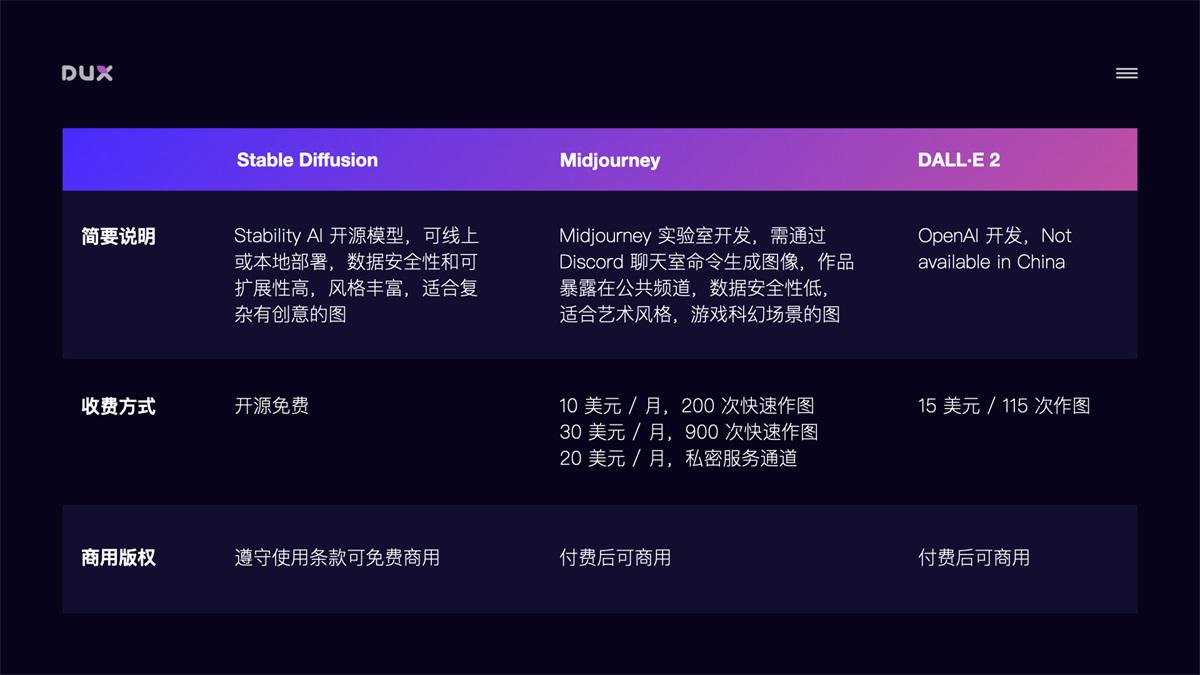 DUX
Stable Diffusion
Midjourney
DALL·E 2
简要说明
Stability AI 开源模型，可线上
或本地部署，数据安全性和可
扩展性高，风格丰富，适合复
杂有创意的图
Midjourney 实验室开发，需通过
Discord 聊天室命令生成图像，作品
暴露在公共频道，数据安全性低，
适合艺术风格，游戏科幻场景的图
OpenAI 开发，Not
available in China
收费方式
开源免费
10 美元 / 月，200 次快速作图
30 美元 / 月，900 次快速作图
20 美元 / 月，私密服务通道
15 美元 / 115 次作图
商用版权
遵守使用条款可免费商用
付费后可商用
付费后可商用